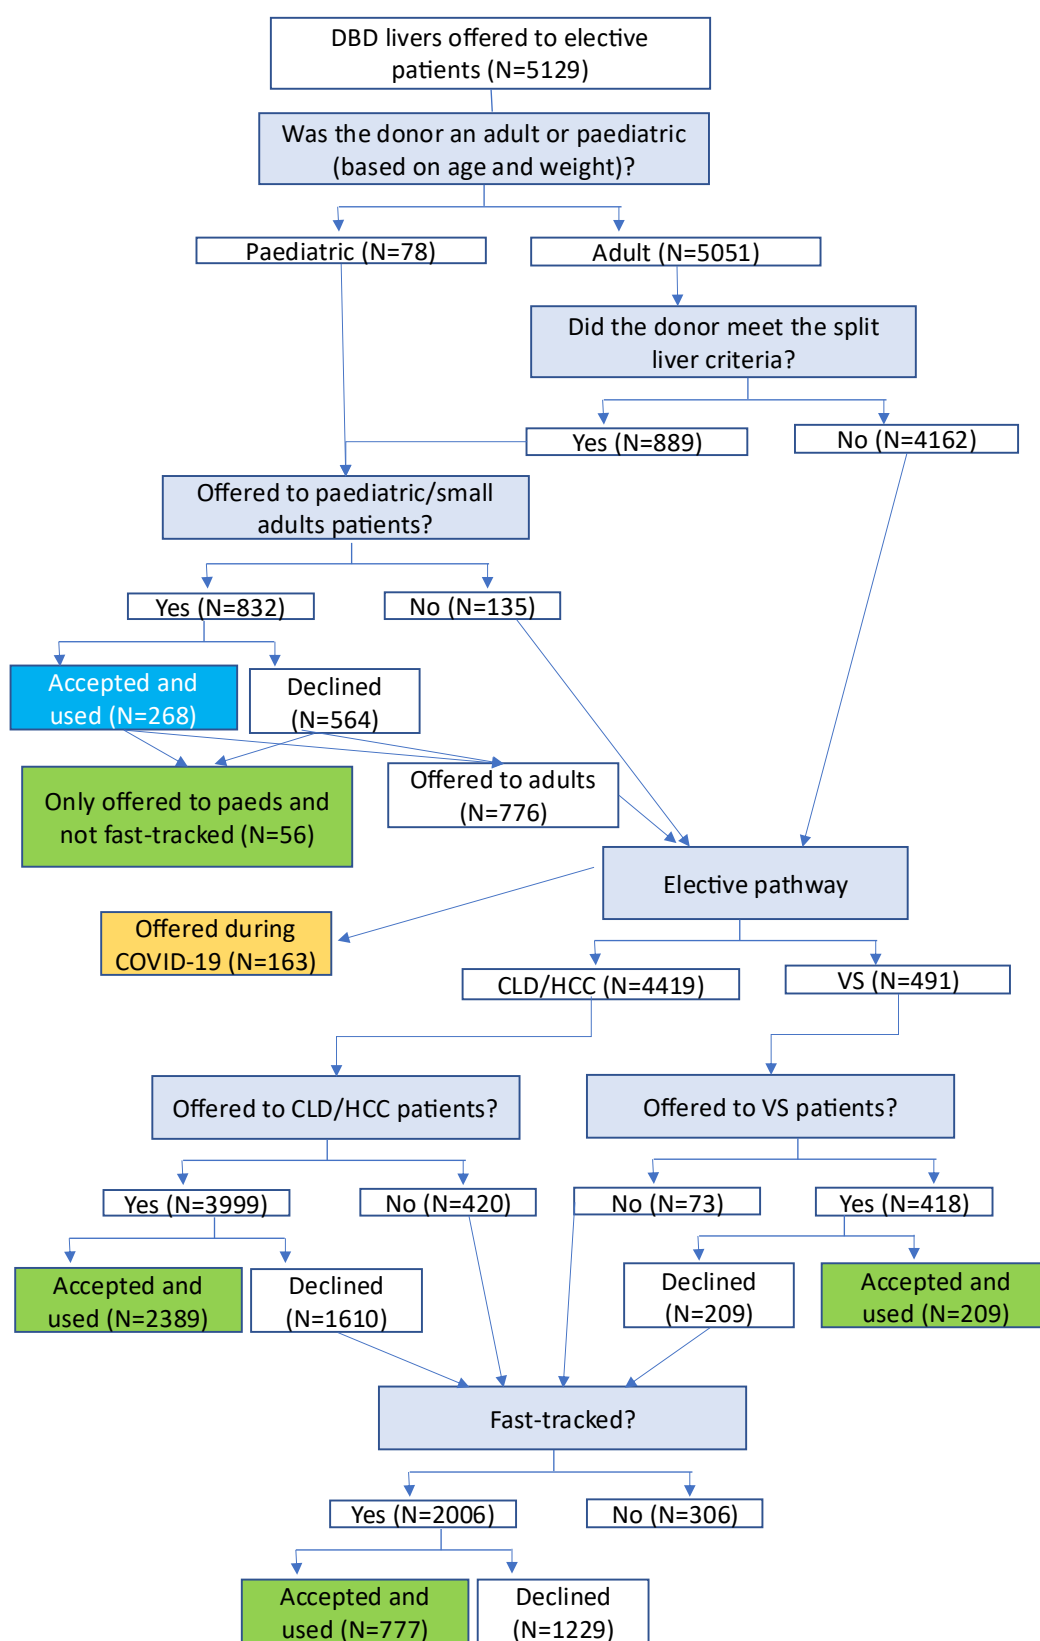 DBD livers offered to elective
patients (N=5129)
Was the donor an adult or paediatric
(based on age and weight)?
Paediatric (N=78)
Adult (N=5051)
Did the donor meet the split
liver criteria?
Yes (N=889)
No (N=4162)
Offered to paediatric/small
adults patients?
Yes (N=832)
No (N=135)
Accepted and
used (N=268)
Declined
(N=564)
Only offered to paeds and
not fast-tracked (N=56)
Offered to adults
(N=776)
Elective pathway
Offered during
COVID-19 (N=163)
CLD/HCC (N=4419)
VS (N=491)
Offered to CLD/HCC patients?
Offered to VS patients?
Yes (N=3999)
No (N=420)
No (N=73)
Yes (N=418)
Accepted and
used (N=2389)
Declined
(N=1610)
Declined
(N=209)
Accepted and
used (N=209)
Fast-tracked?
Yes (N=2006)
No (N=306)
Accepted and
used (N=777)
Declined
(N=1229)